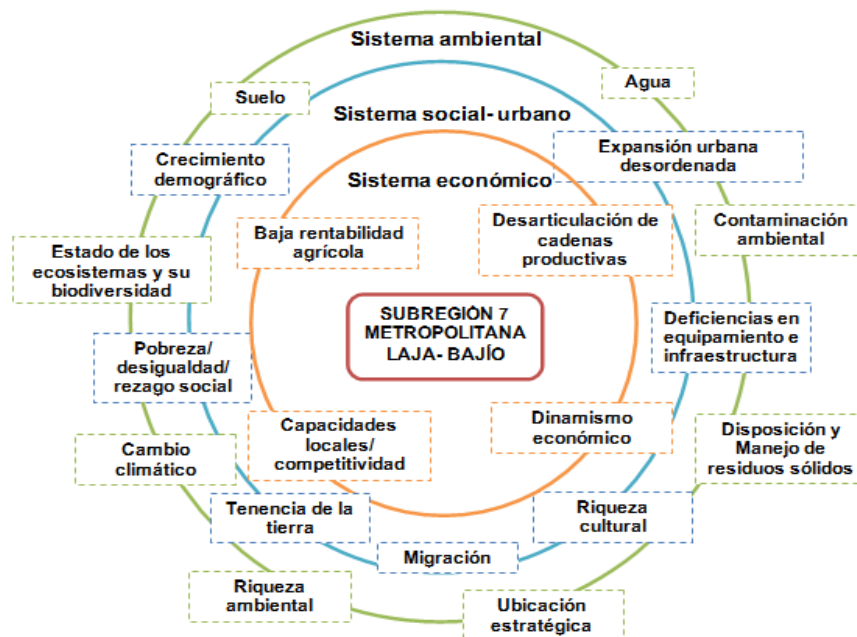 Sistema ambiental
Agua
Suelo
Sistema social- urbano
Expansión urbana
desordenada
Crecimiento
demográfico
Sistema económico
Desarticulación de
cadenas
productivas
Contaminación
ambiental
Baja rentabilidad
agrícola
Estado de los
ecosistemas y su
biodiversidad
SUBREGIÓN 7
METROPOLITANA
LAJA- BAJÍO
Deficiencias en
equipamiento e
infraestructura
Pobreza/
desigualdad/
rezago social
Dinamismo
económico
Capacidades
locales/
competitividad
Disposición y
Manejo de
residuos sólidos
Cambio
climático
Tenencia de la
tierra
Riqueza
cultural
Migración
Riqueza
ambiental
Ubicación
estratégica